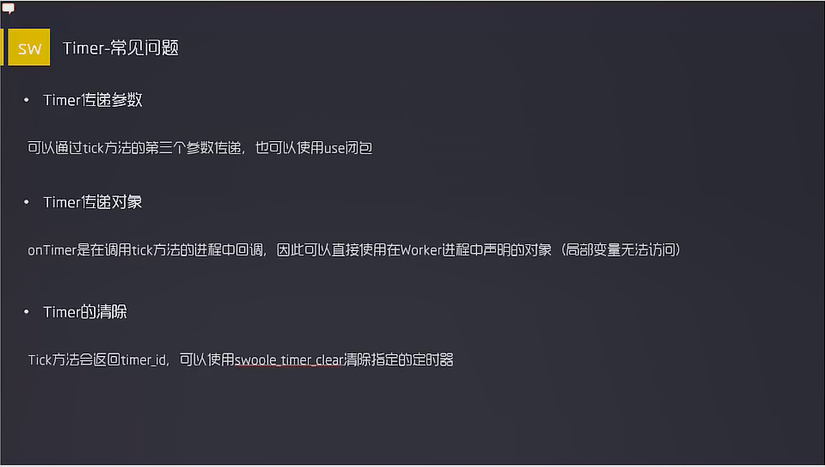 SW
Timer-常见问题
• Timer传递参数
可以通过tick方法的第三个参数传递，也可以使用use闭包
• Timer传递对象
onTimer是在调用tick方法的进程中回调，因此可以直接使用在Worker进程中声明的对象（局部变量无法访问）
• Timer的清除
Tick方法会返回timer_id，可以使用swoole_timer_clear清除指定的定时器